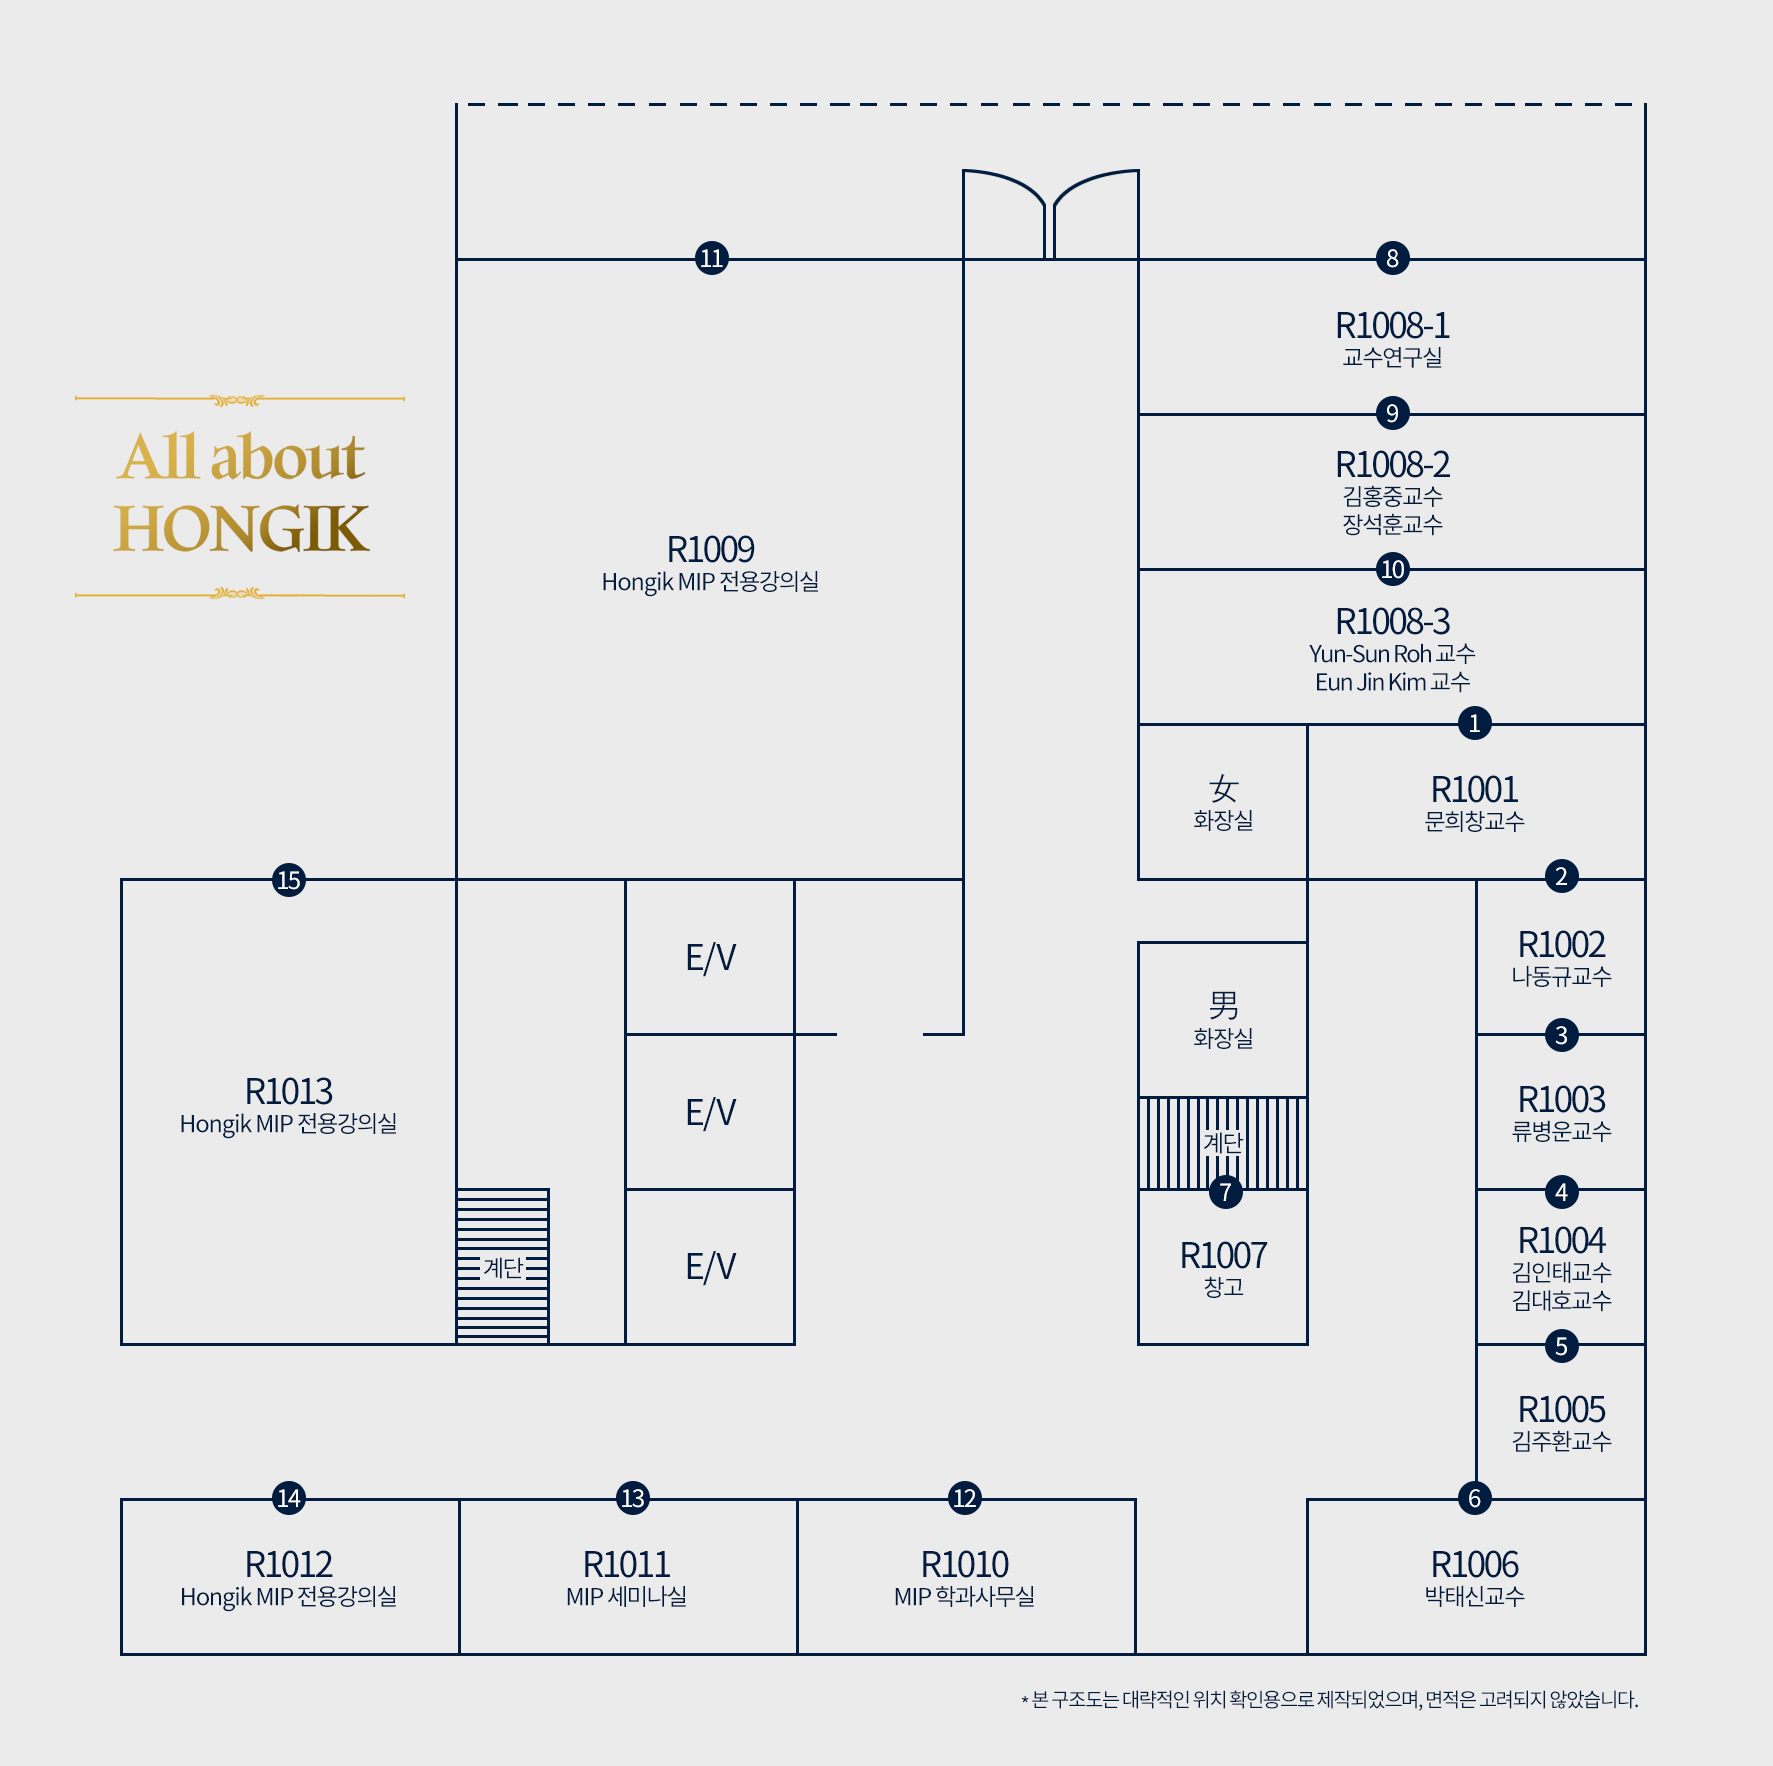 All about
HONGIK
11
8
R1008-1
교수연구실
9
R1008-2
김홍중교수
장석훈교수
R1009
Hongik MIP 전용강의실
10
R1008-3
Yun-Sun Roh 교수
Eun Jin Kim 교수
1
女
화장실
R1001
문희창교수
15
2
E/V
R1002
나동규교수
男
화장실
3
R1013
Hongik MIP 전용강의실
E/V
R1003
류병운교수
계단
7
4
계단
E/V
R1007
창고
R1004
김인태교수
김대호교수
5
R1005
김주환교수
14
13
12
6
R1012
Hongik MIP 전용강의실
R1011
MIP 세미나실
R1010
MIP 학과사무실
R1006
박태신교수
* 본 구조도는 대략적인 위치 확인용으로 제작되었으며, 면적은 고려되지 않았습니다.